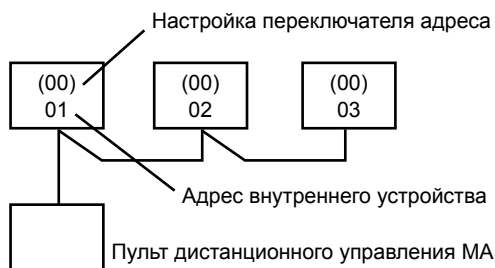 Настройка переключателя адреса
(00) (00) (00)
01 02 03
Адрес внутреннего устройства
Пульт дистанционного управления MA